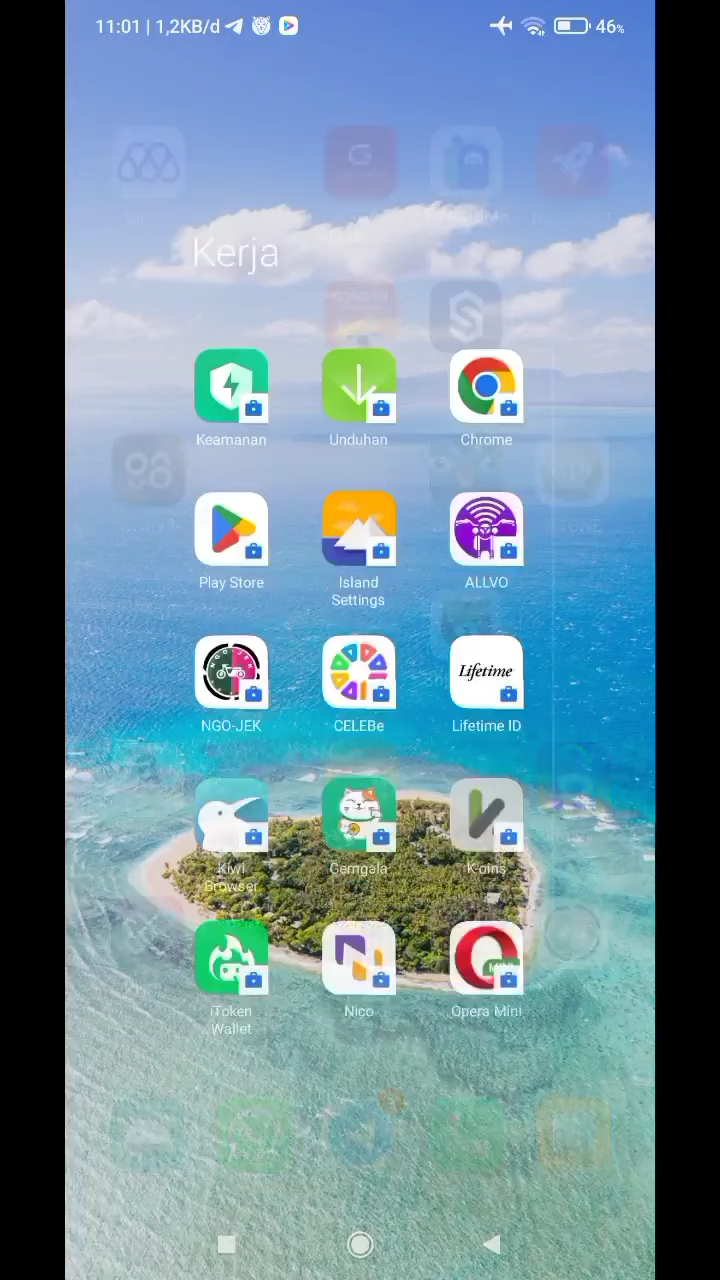 11:01 | 1,2KB/d
46%
Kerja
Keamanan
Unduhan
Chrome
Play Store
Island
Settings
ALLVO
NGO-JEK
CELEBe
Lifetime
Lifetime ID
Kiwi
Browser
Gemgala
Koins
MINI
iToken
Wallet
Nico
Opera Mini